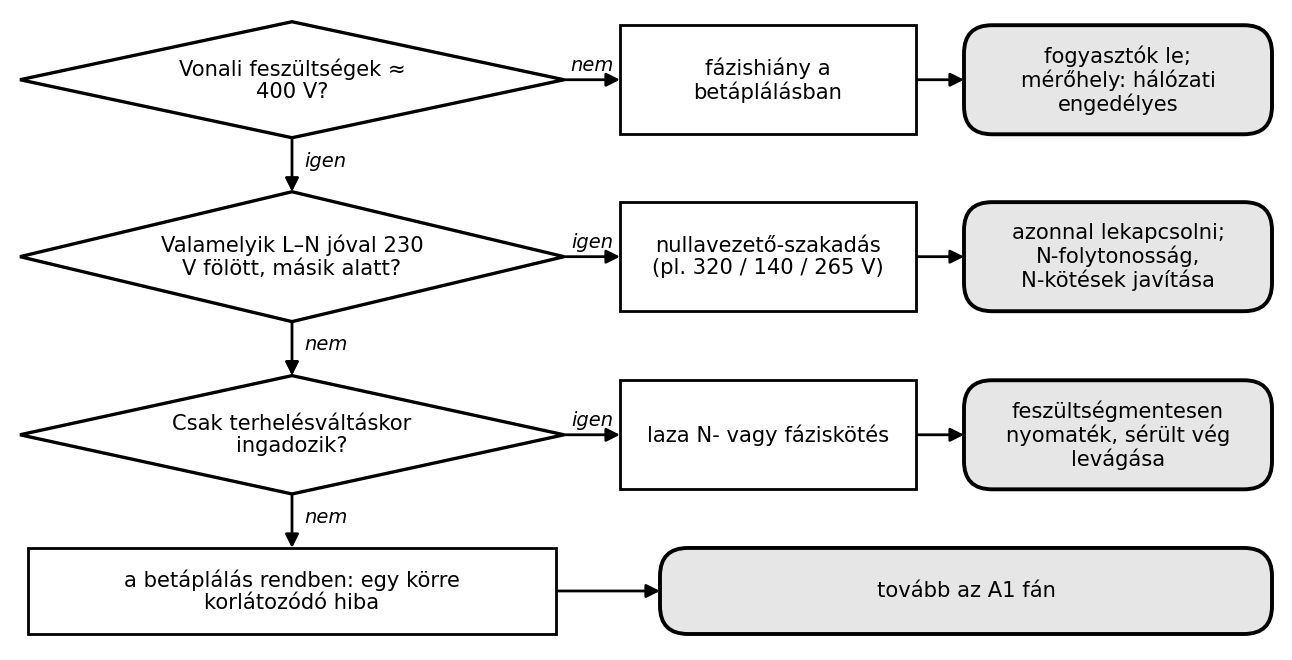 Vonali feszültségek ≈
400 V?
nem
fázishiány a
betáplálásban
fogyasztók le;
mérőhely: hálózati
engedélyes
igen
Valamelyik L–N jóval 230
V fölött, másik alatt?
igen
nullavezető-szakadás
(pl. 320 / 140 / 265 V)
azonnal lekapcsolni;
N-folytonosság,
N-kötések javítása
nem
Csak terhelésváltáskor
ingadozik?
igen
laza N- vagy fáziskötés
feszültségmentesen
nyomaték, sérült vég
levágása
nem
a betáplálás rendben: egy körre
korlátozódó hiba
tovább az A1 fán